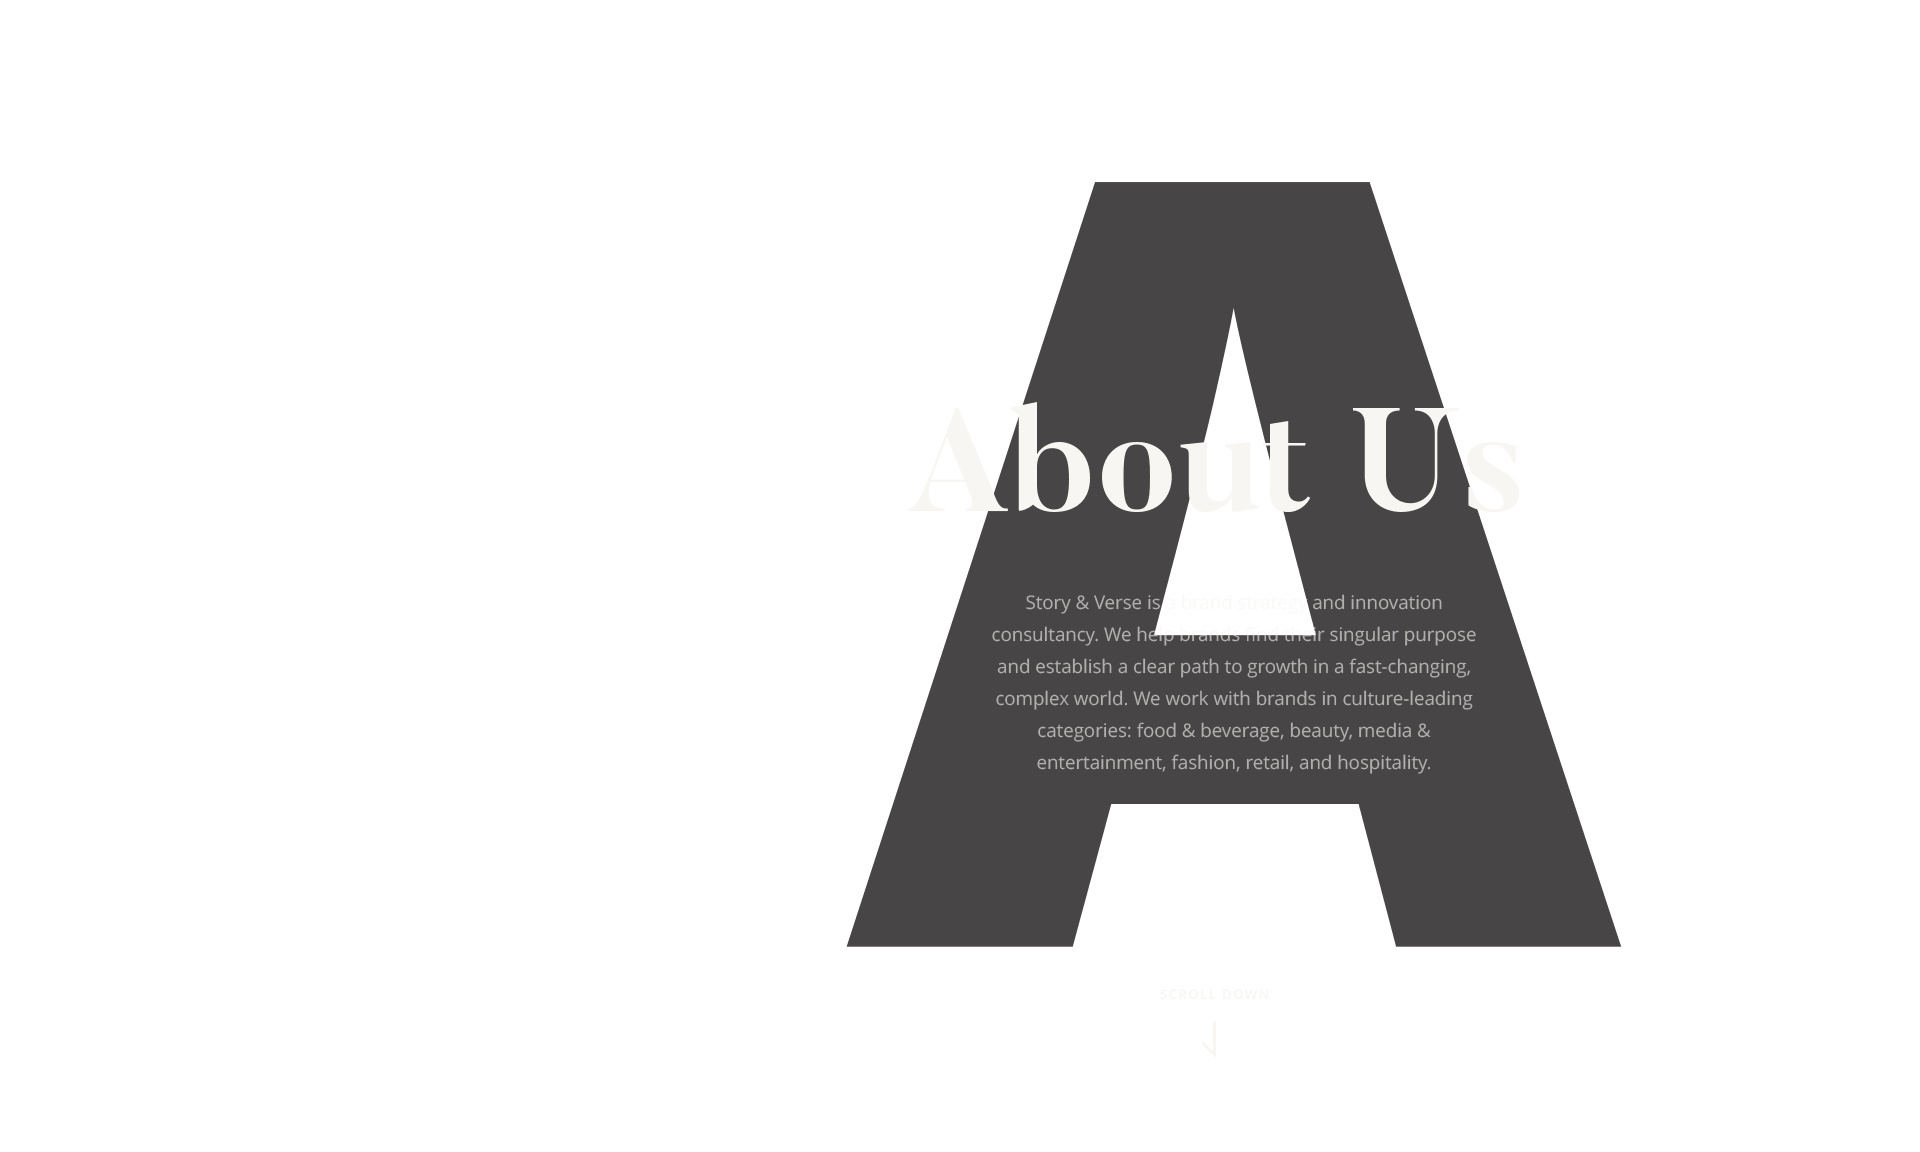 A
About Us
Story & Verse is a brand strategy and innovation
consultancy. We help brands find their singular purpose
and establish a clear path to growth in a fast-changing,
complex world. We work with brands in culture-leading
categories: food & beverage, beauty, media &
entertainment, fashion, retail, and hospitality.
SCROLL DOWN